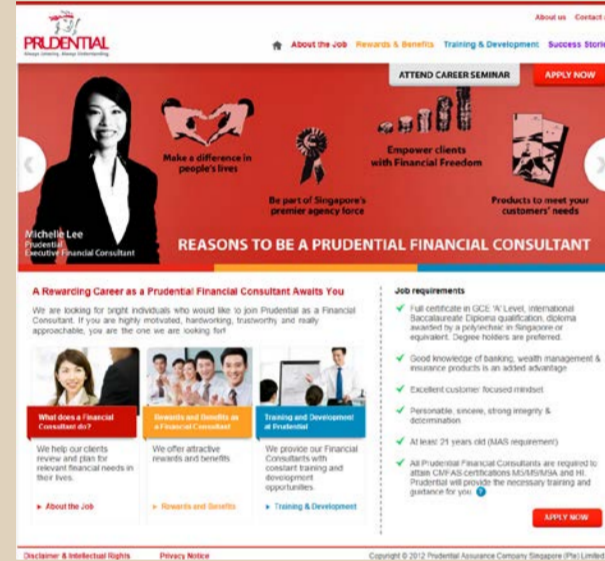 About us Contact
PRUDENTIAL
Always Listening. Always Understanding.
About the Job Rewards & Benefits Training & Development Success Stories
ATTEND CAREER SEMINAR APPLY NOW
Make a difference in
people's lives
Be part of Singapore's
premier agency force
Empower clients
with Financial Freedom
Products to meet your
customers' needs
Michelle Lee
Prudential
Executive Financial Consultant
REASONS TO BE A PRUDENTIAL FINANCIAL CONSULTANT
A Rewarding Career as a Prudential Financial Consultant Awaits You
We are looking for bright individuals who would like to join Prudential as a Financial
Consultant. If you are highly motivated, hardworking, trustworthy and really
approachable, you are the one we are looking for!
What does a Financial
Consultant do?
We help our clients
review and plan for
relevant financial needs in
their lives.
About the Job
Rewards and Benefits as
a Financial Consultant
We offer attractive
rewards and benefits
Rewards and Benefits
Training and Development
at Prudential
We provide our Financial
Consultants with
constant training and
development
opportunities.
Training & Development
Job requirements
Full certificate in GCE 'A' Level, International
Baccalaureate Diploma qualification, diploma
awarded by a polytechnic in Singapore or
equivalent. Degree holders are preferred.
Good knowledge of banking, wealth management &
insurance products is an added advantage
Excellent customer focused mindset
Personable, sincere, strong integrity &
determination
At least 21 years old (MAS requirement)
All Prudential Financial Consultants are required to
attain CMFAS certifications M5/M9/M9A and HI.
Prudential will provide the necessary training and
guidance for you. ?
APPLY NOW
Disclaimer & Intellectual Rights Privacy Notice Copyright © 2012 Prudential Assurance Company Singapore (Pte) Limited